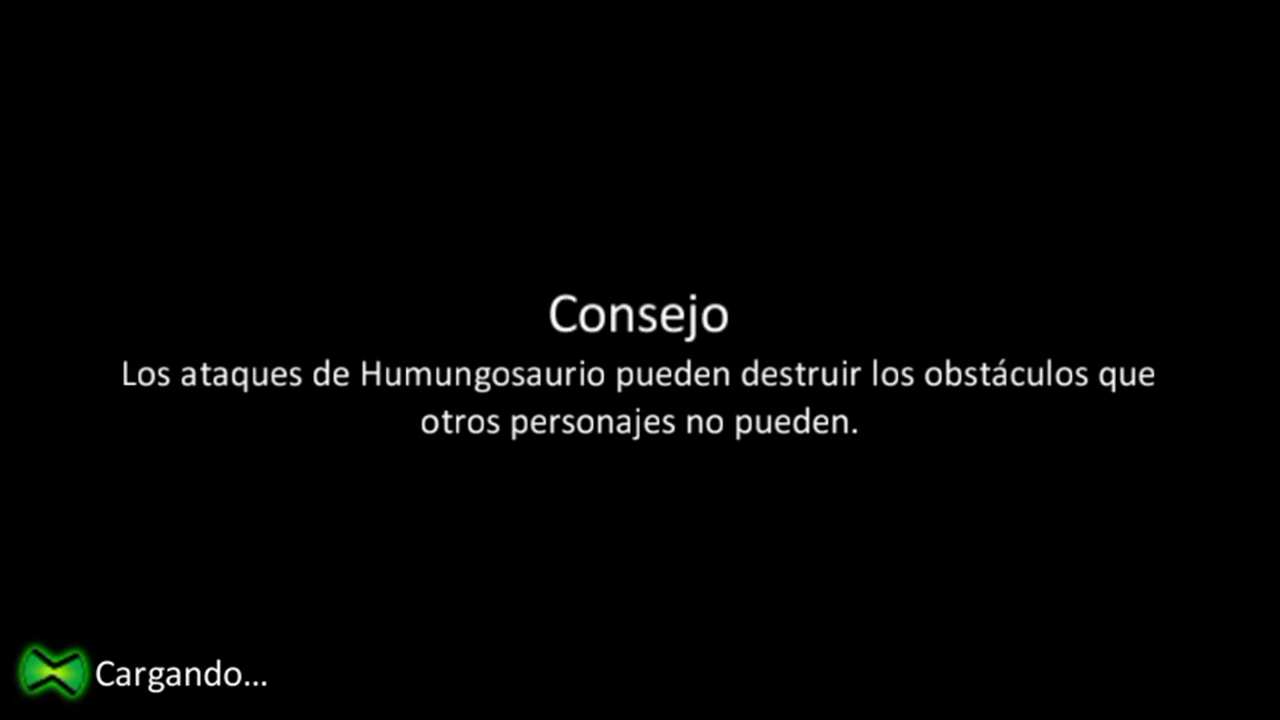 Consejo
Los ataques de Humungosaurio pueden destruir los obstáculos que
otros personajes no pueden.
Cargando...